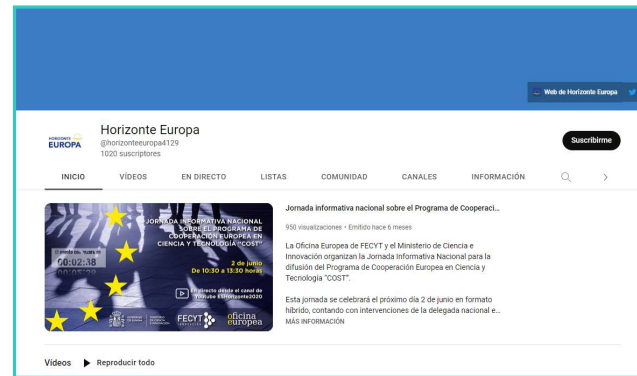 Web de Horizonte Europa
HORIZONTE
EUROPA
Horizonte Europa
@horizonteeuropa4129
1020 suscriptores
Suscribirme
INICIO VÍDEOS EN DIRECTO LISTAS COMUNIDAD CANALES INFORMACIÓN
JORNADA INFORMATIVA NACIONAL
SOBRE EL PROGRAMA DE
COOPERACIÓN EUROPEA EN
CIENCIA Y TECNOLOGÍA "COST"
2 de junio
De 10:30 a 13:30 horas
00:02:38
En directo desde el canal de
Youtube ESHorizonte2020
FECYT
oficina
europea
Jornada informativa nacional sobre el Programa de Cooperaci...
950 visualizaciones • Emitido hace 6 meses
La Oficina Europea de FECYT y el Ministerio de Ciencia e
Innovación organizan la Jornada Informativa Nacional para la
difusión del Programa de Cooperación Europea en Ciencia y
Tecnología "COST".
Esta jornada se celebrará el próximo día 2 de junio en formato
híbrido, contando con intervenciones de la delegada nacional e...
MÁS INFORMACIÓN
Vídeos Reproducir todo